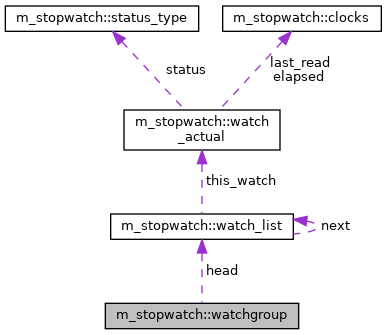 m_stopwatch::status_type
m_stopwatch::clocks
status
last_read
elapsed
m_stopwatch::watch
_actual
this_watch
m_stopwatch::watch_list
next
head
m_stopwatch::watchgroup